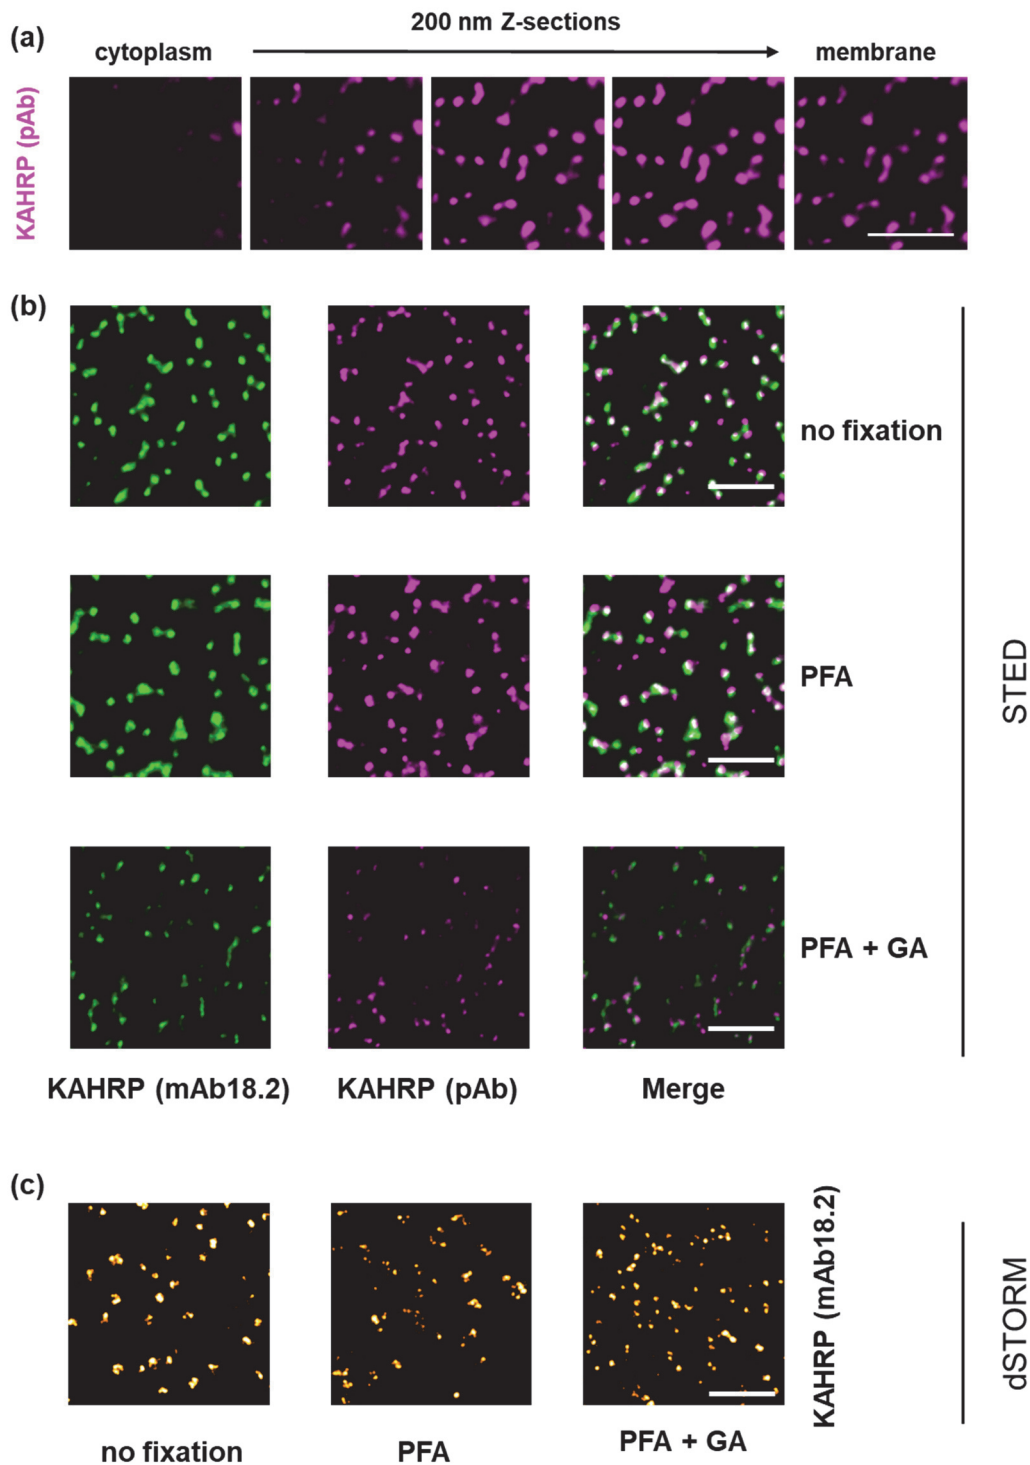 (a)
200 nm Z-sections
cytoplasm
membrane
KAHRP (pAb)
(b)
no fixation
PFA
PFA + GA
STED
KAHRP (mAb18.2)
KAHRP (pAb)
Merge
(c)
KAHRP (mAb18.2)
dSTORM
no fixation
PFA
PFA + GA